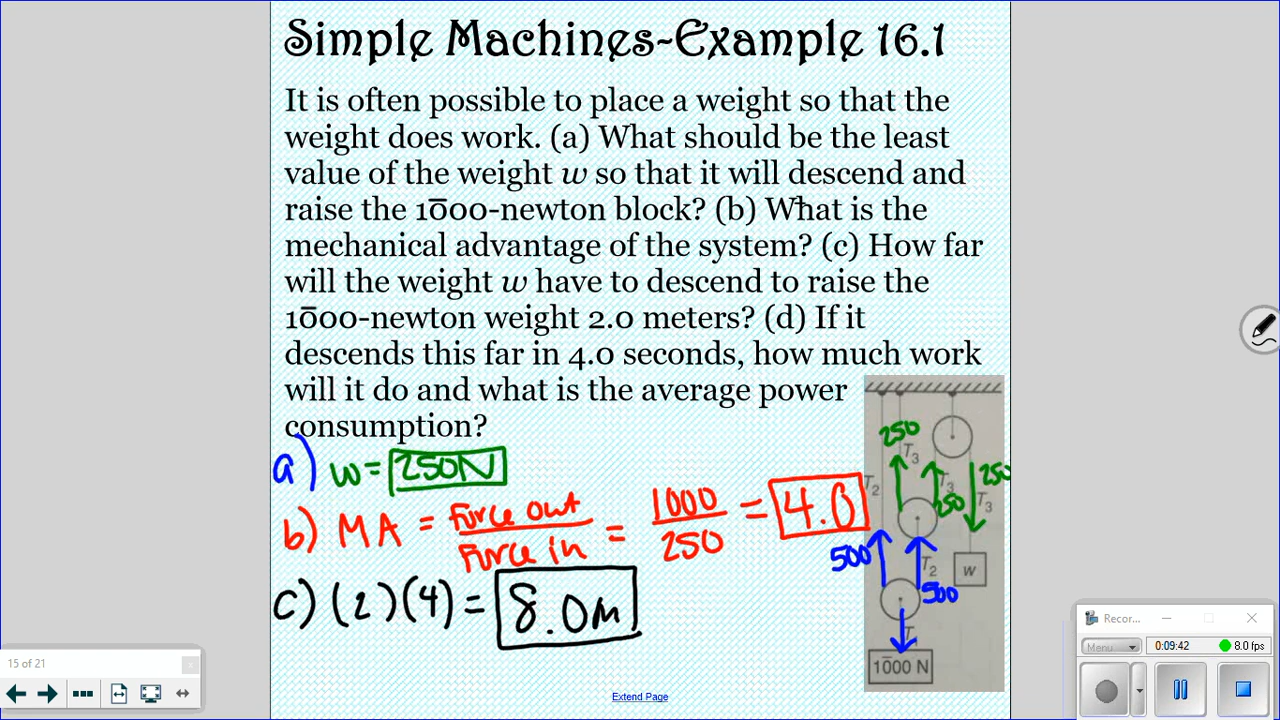 Simple Machines-Example 16.1
It is often possible to place a weight so that the
weight does work. (a) What should be the least
value of the weight w so that it will descend and
raise the 10̅00-newton block? (b) What is the
mechanical advantage of the system? (c) How far
will the weight w have to descend to raise the
10̅00-newton weight 2.0 meters? (d) If it
descends this far in 4.0 seconds, how much work
will it do and what is the average power
consumption?
a) w = 250N
b) MA = Force out / Force in = 1000 / 250 = 4.0
c) (2)(4) = 8.0m
250
T3
T2
T3
250
250
T3
500
T2
500
w
T
10̅00 N
15 of 21
x
Extend Page
Recor...
Menu
0:09:42
8.0 fps